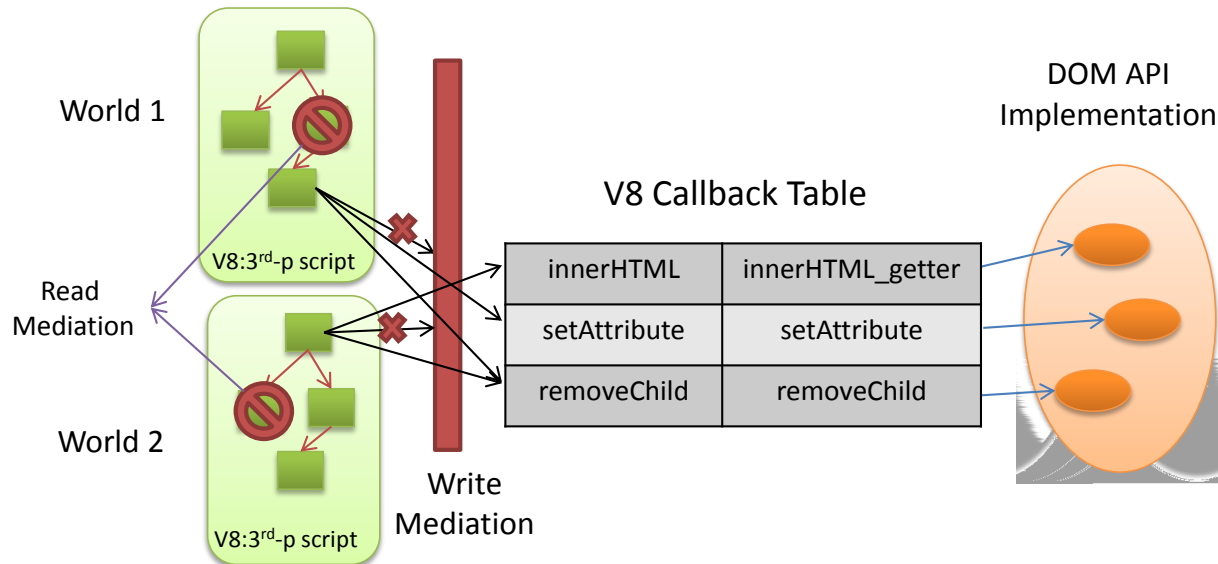 World 1
V8:3rd-p script
Read
Mediation
World 2
V8:3rd-p script
Write
Mediation
V8 Callback Table
innerHTML innerHTML_getter
setAttribute setAttribute
removeChild removeChild
DOM API
Implementation